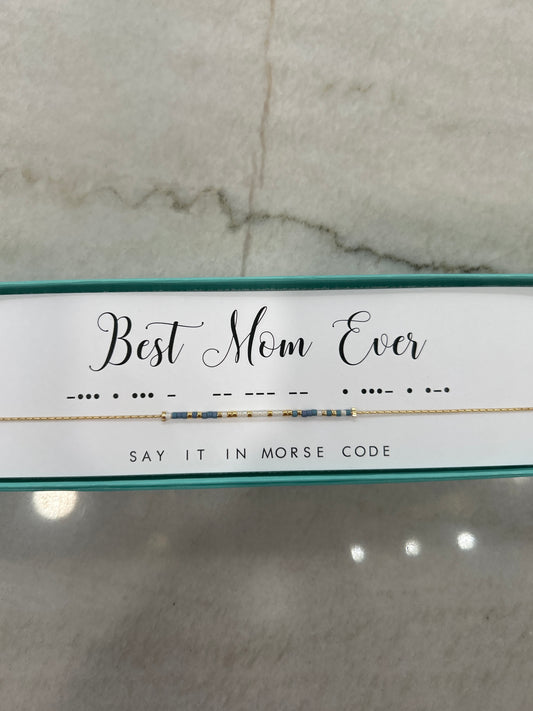 Best Mom Ever
–••• • ••• –   –– ––– ––   • •••– • •–•
SAY IT IN MORSE CODE